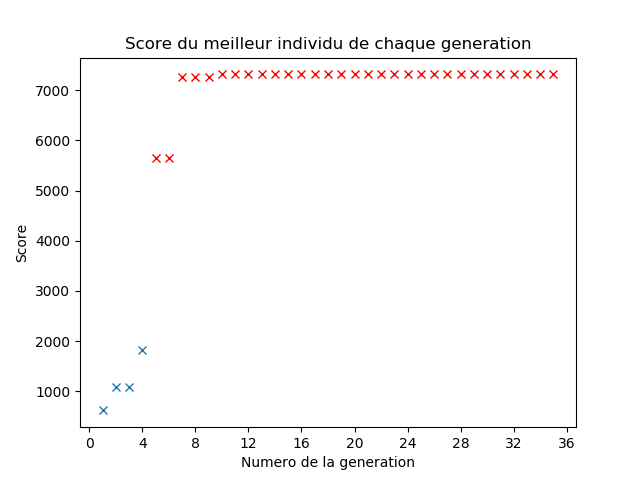 Score du meilleur individu de chaque generation
7000
6000
5000
4000
3000
2000
1000
Score
0 4 8 12 16 20 24 28 32 36
Numero de la generation